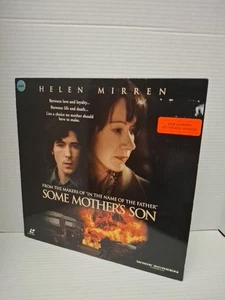 HELEN MIRREN
Between love and loyalty...
Between life and death...
Lies a choice no mother should
have to make.
FROM THE MAKERS OF "IN THE NAME OF THE FATHER"
SOME MOTHER'S SON